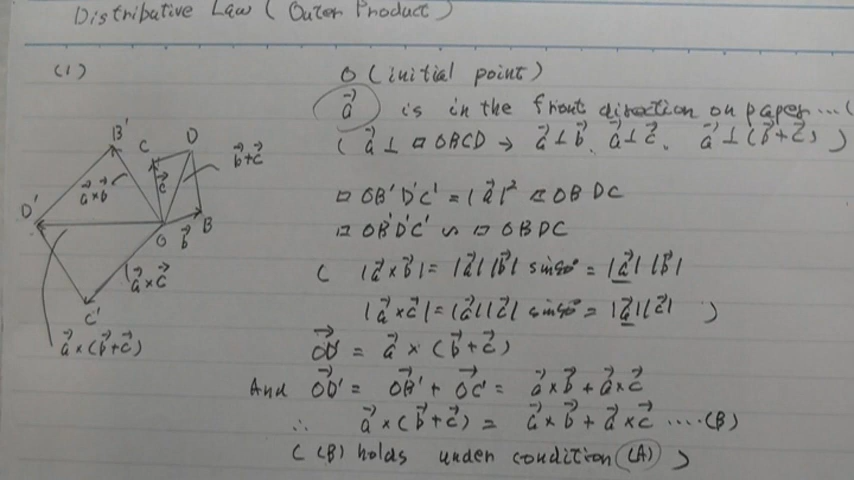 Distributive Law ( Outer Product )
(1)
O ( initial point )
→a is in the front direction on paper ... (
( →a ⊥ □ OBCD → →a ⊥ →b、 →a ⊥ →c、 →a ⊥ (→b + →c) )
□ OB'D'C' = |→a|² □ OBDC
□ OB'D'C' ∽ □ OBDC
( |→a × →b| = |→a| |→b| sin90° = |→a| |→b|
|→a × →c| = |→a| |→c| sin90° = |→a| |→c| )
→OD' = →a × (→b + →c)
And →OD' = →OB' + →OC' = →a × →b + →a × →c
∴ →a × (→b + →c) = →a × →b + →a × →c .... (B)
( (B) holds under condition (A) )
B'
C
D
→b + →c
→a × →b
→c
D'
O
→b
B
→a × →c
C'
→a × (→b + →c)